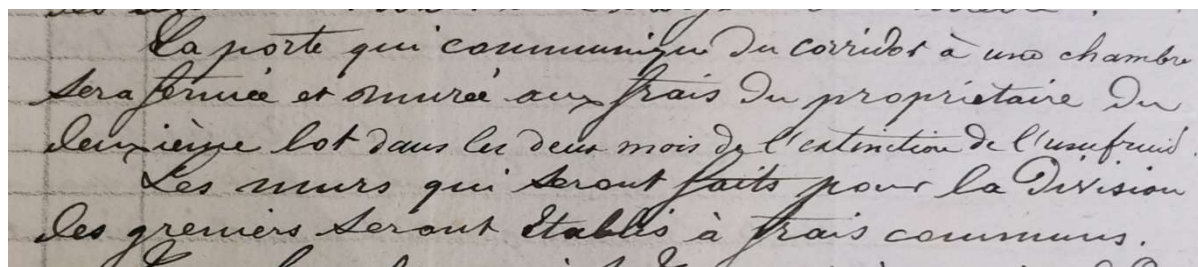 La porte qui communique du corridor à une chambre
sera fermée et murée aux frais du propriétaire du
deuxième lot dans les deux mois de l'extinction de l'usufruit.
Les murs qui seront faits pour la Division
des greniers seront établis à frais communs.